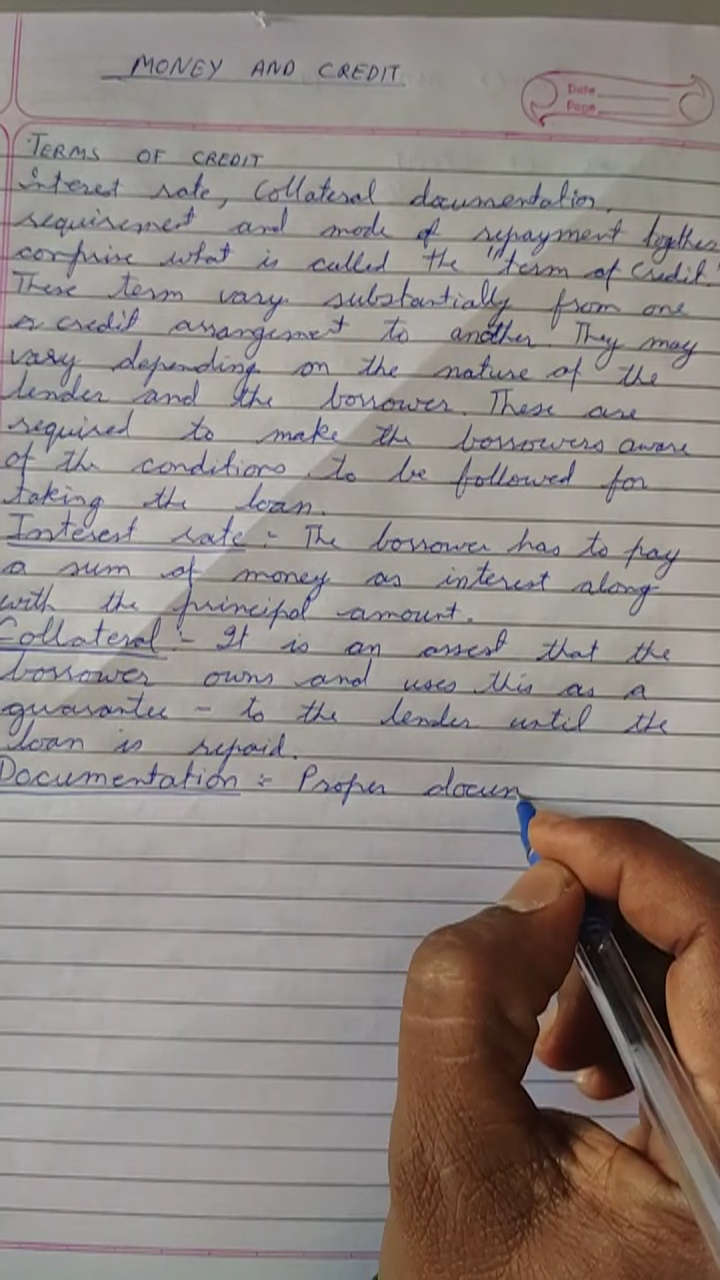 MONEY AND CREDIT
Date
Page
TERMS OF CREDIT
Interest rate, Collateral documentation,
requirement and mode of repayment together
comprise what is called the "term of Credit."
These term vary substantially from one
a credit arrangement to another. They may
vary depending on the nature of the
lender and the borrower. These are
required to make the borrowers aware
of the conditions to be followed for
taking the loan.
Interest rate :- The borrower has to pay
a sum of money as interest along
with the principal amount.
Collateral :- It is an assest that the
borrower owns and uses this as a
guarantee - to the lender until the
loan is repaid.
Documentation :- Proper docum